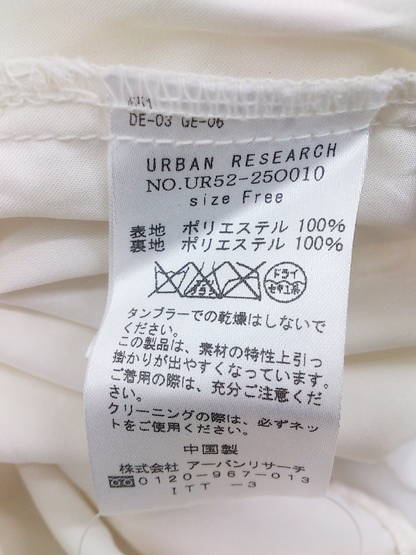 DE-03 GE-06
URBAN RESEARCH
NO.UR52-25O010
size Free
表地 ポリエステル 100%
裏地 ポリエステル 100%
ドライ
セキユ系
タンブラーでの乾燥はしないで
ください。
この製品は、素材の特性上引っ
掛かりが出やすくなっています。
ご着用の際は、充分ご注意くだ
さい。
クリーニングの際は、必ずネッ
トをご使用ください。
中国製
株式会社 アーバンリサーチ
0120-967-013
ITT -3